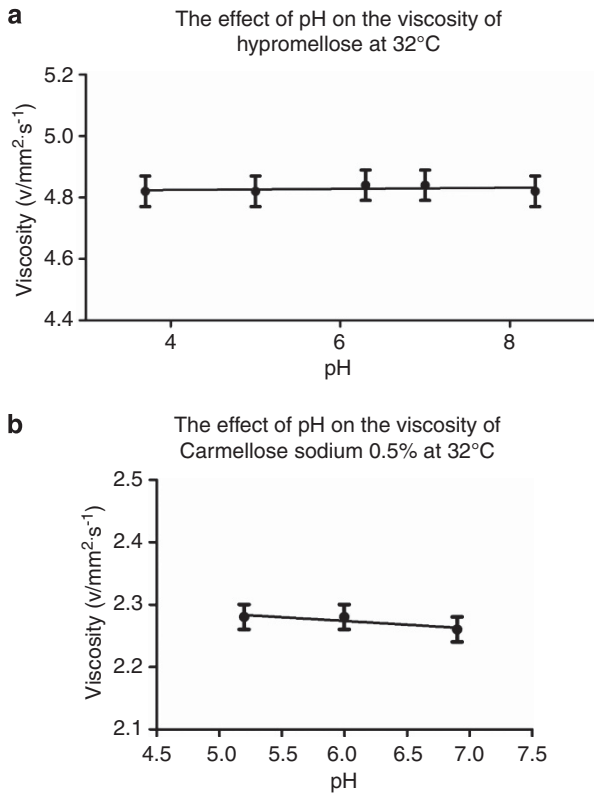 a
The effect of pH on the viscosity of
hypromellose at 32°C
5.2
5.0
4.8
4.6
4.4
Viscosity (v/mm²·s⁻¹)
4 6 8
pH
b
The effect of pH on the viscosity of
Carmellose sodium 0.5% at 32°C
2.5
2.4
2.3
2.2
2.1
Viscosity (v/mm²·s⁻¹)
4.5 5.0 5.5 6.0 6.5 7.0 7.5
pH